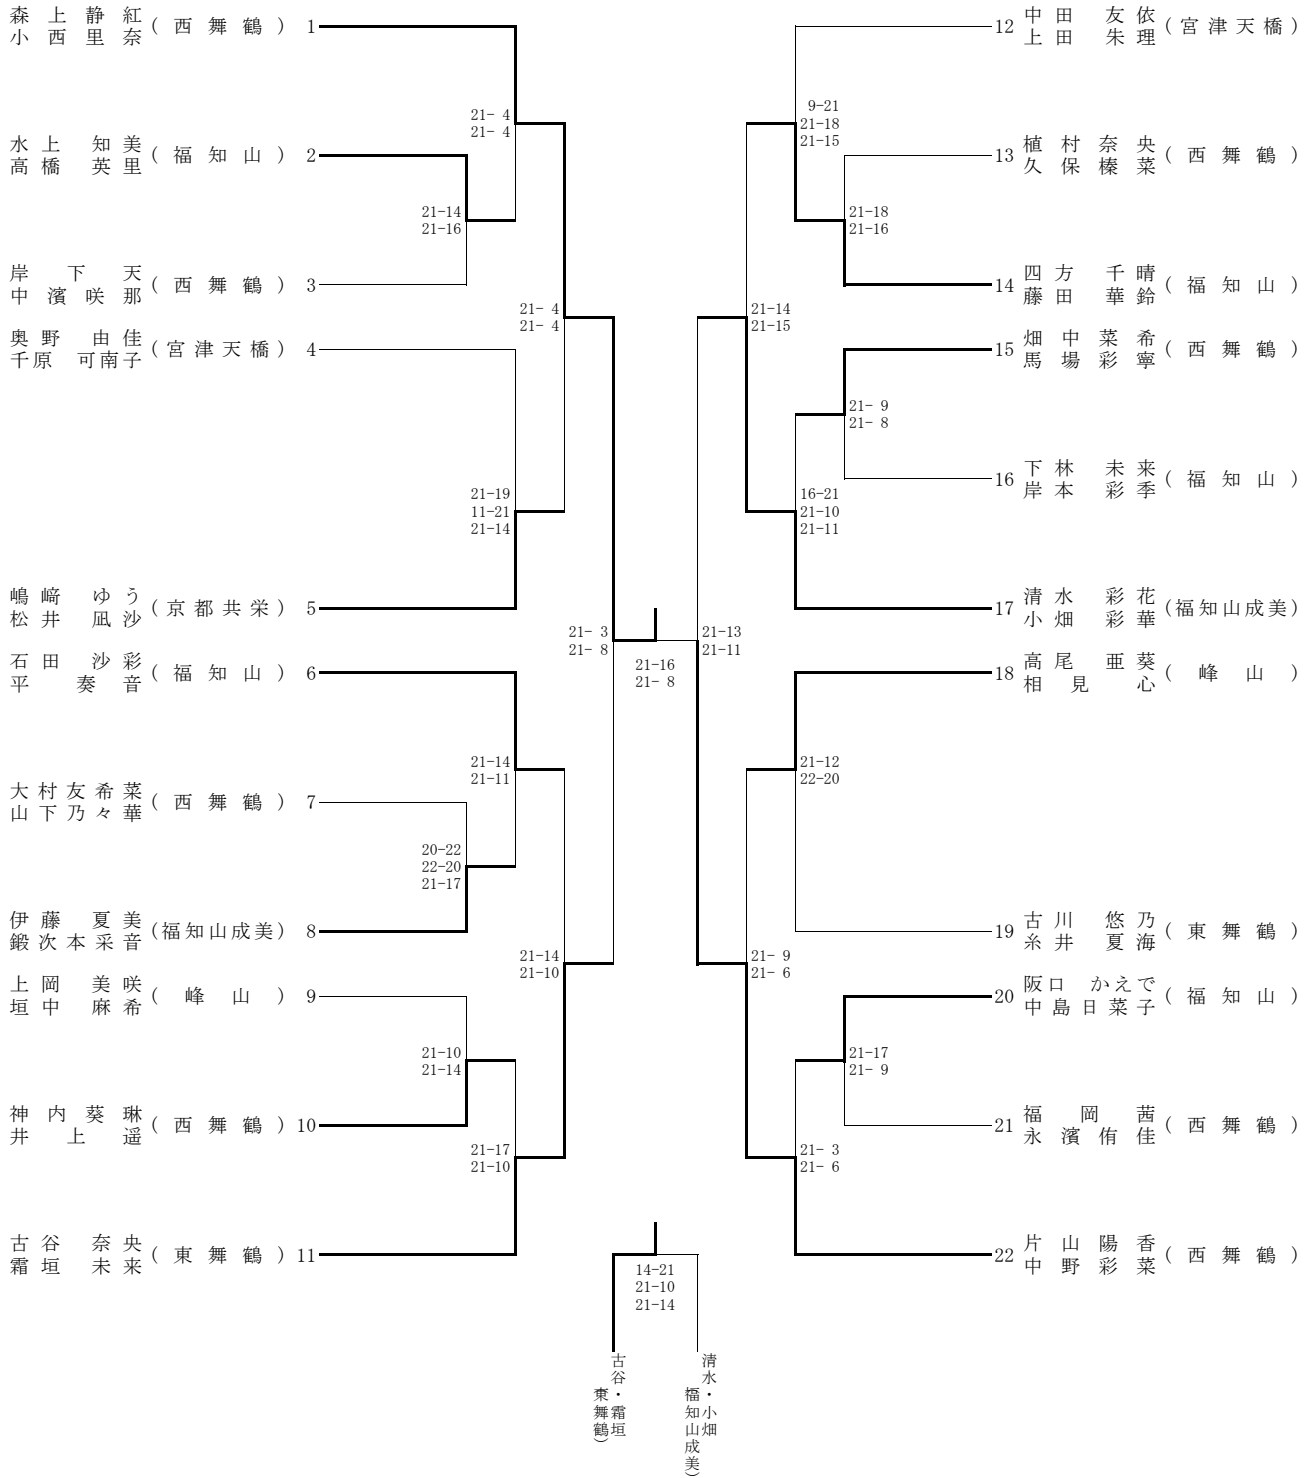 森上静紅
小西里奈
(西舞鶴) 1
水上 知美
高橋 英里
(福知山) 2
岸下天
中濱咲那
(西舞鶴) 3
奥野 由佳
千原 可南子
(宮津天橋) 4
嶋﨑 ゆう
松井 凪沙
(京都共栄) 5
石田 沙彩
平 奏音
(福知山) 6
大村友希菜
山下乃々華
(西舞鶴) 7
伊藤 夏美
鍛次本采音
(福知山成美) 8
上岡 美咲
垣中 麻希
(峰山) 9
神内葵琳
井上遥
(西舞鶴) 10
古谷 奈央
霜垣 未来
(東舞鶴) 11
21- 4
21- 4
21-14
21-16
21- 4
21- 4
21-19
11-21
21-14
21- 3
21- 8
21-14
21-11
20-22
22-20
21-17
21-14
21-10
21-10
21-14
21-17
21-10
21-16
21- 8
14-21
21-10
21-14
古谷・霜垣
(東舞鶴)
清水・小畑
(福知山成美)
9-21
21-18
21-15
21-18
21-16
21-14
21-15
21- 9
21- 8
16-21
21-10
21-11
21-13
21-11
21-12
22-20
21- 9
21- 6
21-17
21- 9
21- 3
21- 6
12 中田 友依
上田 朱理
(宮津天橋)
13 植村奈央
久保榛菜
(西舞鶴)
14 四方 千晴
藤田 華鈴
(福知山)
15 畑中菜希
馬場彩寧
(西舞鶴)
16 下林 未来
岸本 彩季
(福知山)
17 清水 彩花
小畑 彩華
(福知山成美)
18 高尾 亜葵
相見 心
(峰山)
19 古川 悠乃
糸井 夏海
(東舞鶴)
20 阪口 かえで
中島日菜子
(福知山)
21 福岡茜
永濱侑佳
(西舞鶴)
22 片山陽香
中野彩菜
(西舞鶴)